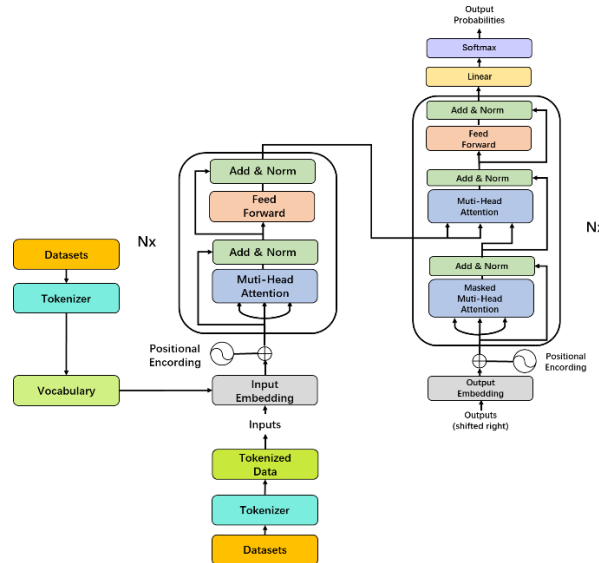 Output
Probabilities
Softmax
Linear
Add & Norm
Feed
Forward
Add & Norm
Muti-Head
Attention
N:
Add & Norm
Masked
Muti-Head
Attention
Positional
Encording
Output
Embedding
Outputs
(shifted right)
Add & Norm
Feed
Forward
Nx
Add & Norm
Muti-Head
Attention
Positional
Encording
Input
Embedding
Inputs
Tokenized
Data
Tokenizer
Datasets
Datasets
Tokenizer
Vocabulary